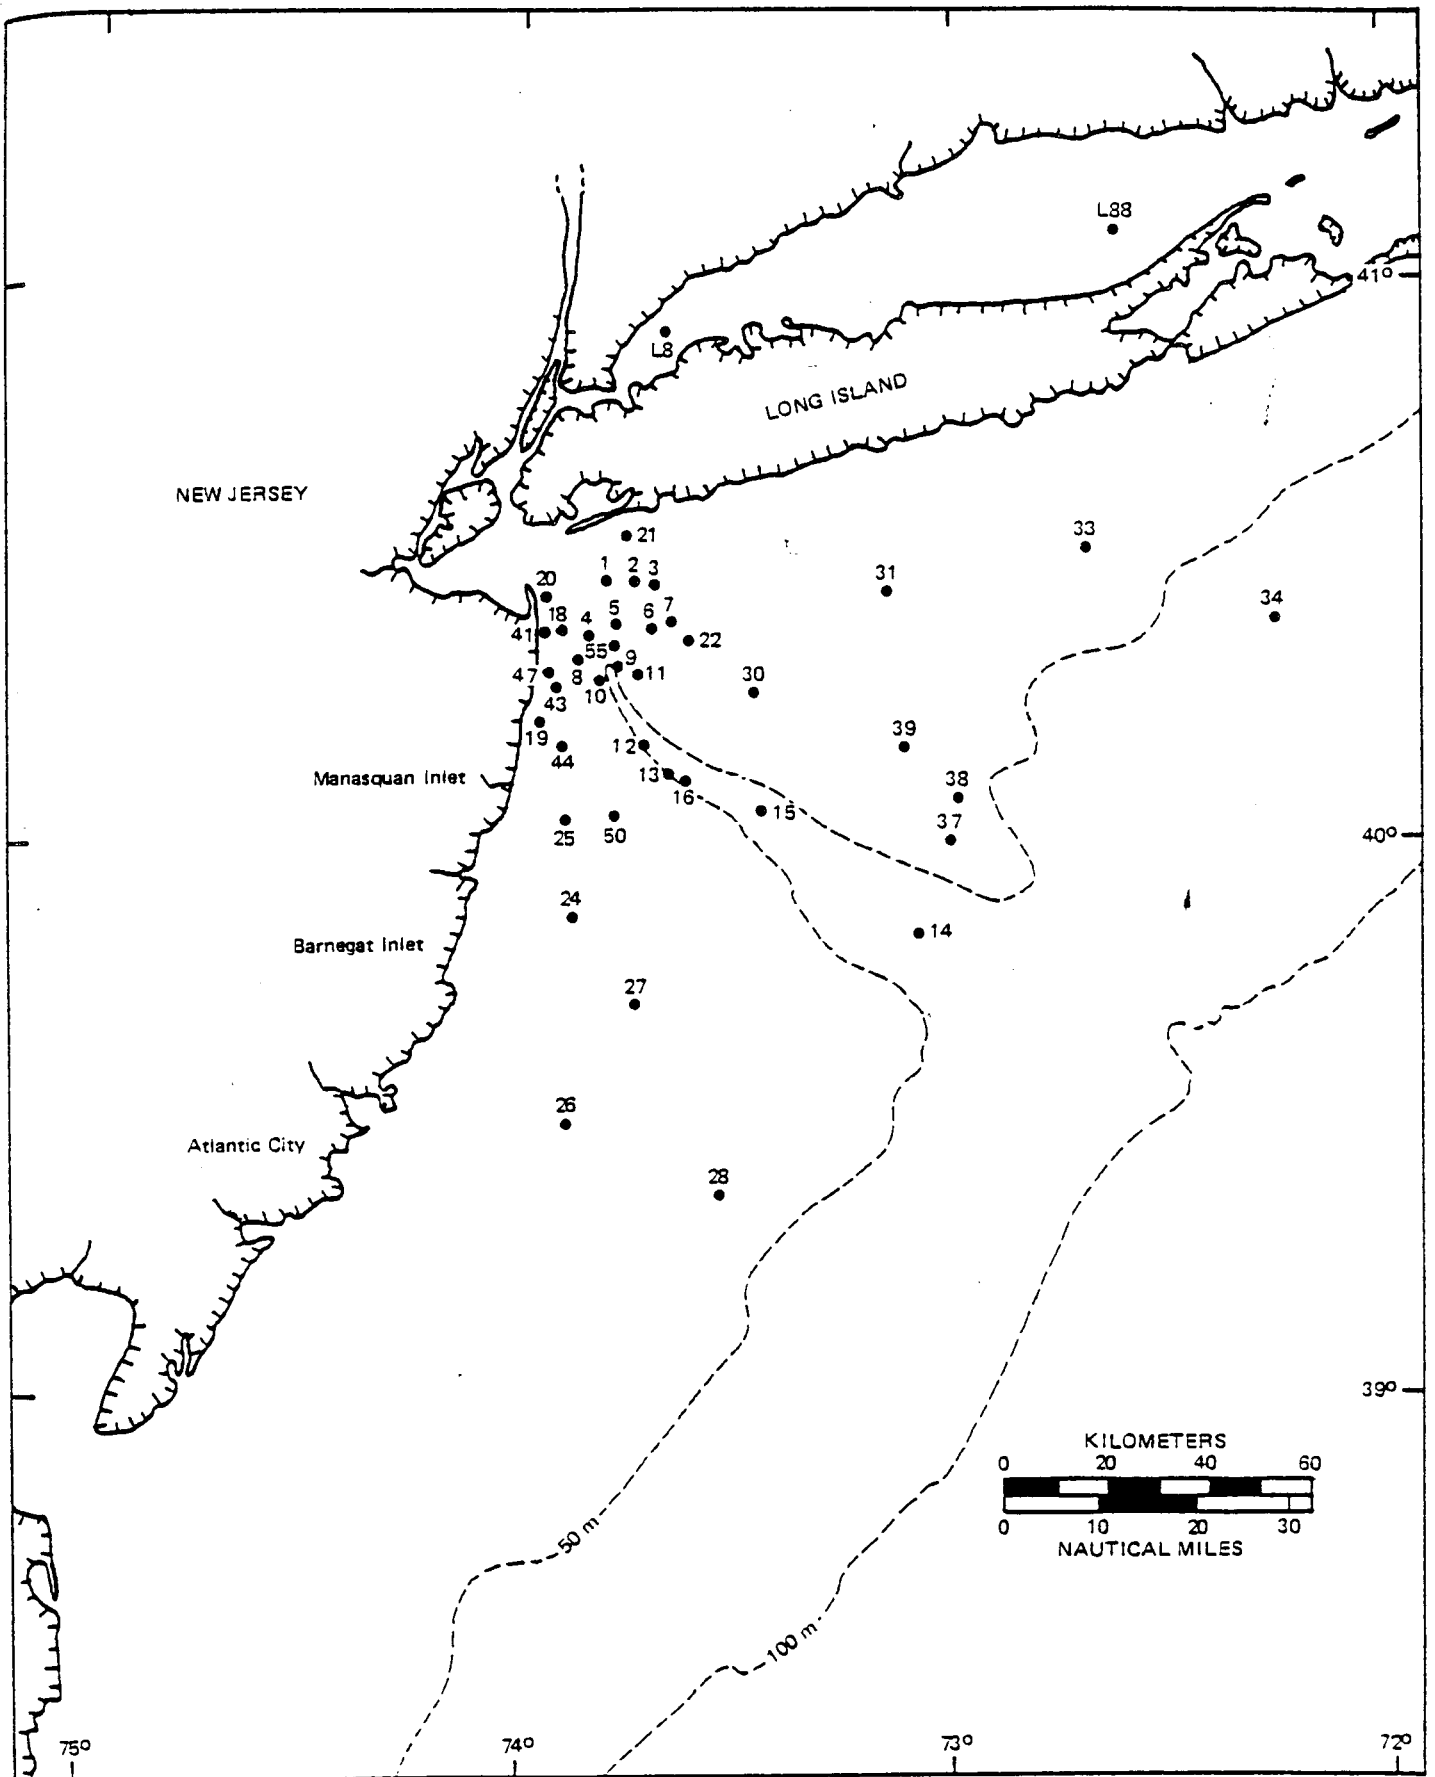 L88
41°
L8
LONG ISLAND
NEW JERSEY
21
33
1 2 3
31
20
34
18 4 5 6 7
41
22
55
9
47
8
11
10
30
43
19
39
12
44
13
Manasquan Inlet
16
38
15
37
25 50
40°
24
14
Barnegat Inlet
27
26
Atlantic City
28
39°
KILOMETERS
0 20 40 60
0 10 20 30
NAUTICAL MILES
50 m
100 m
75° 74° 73° 72°